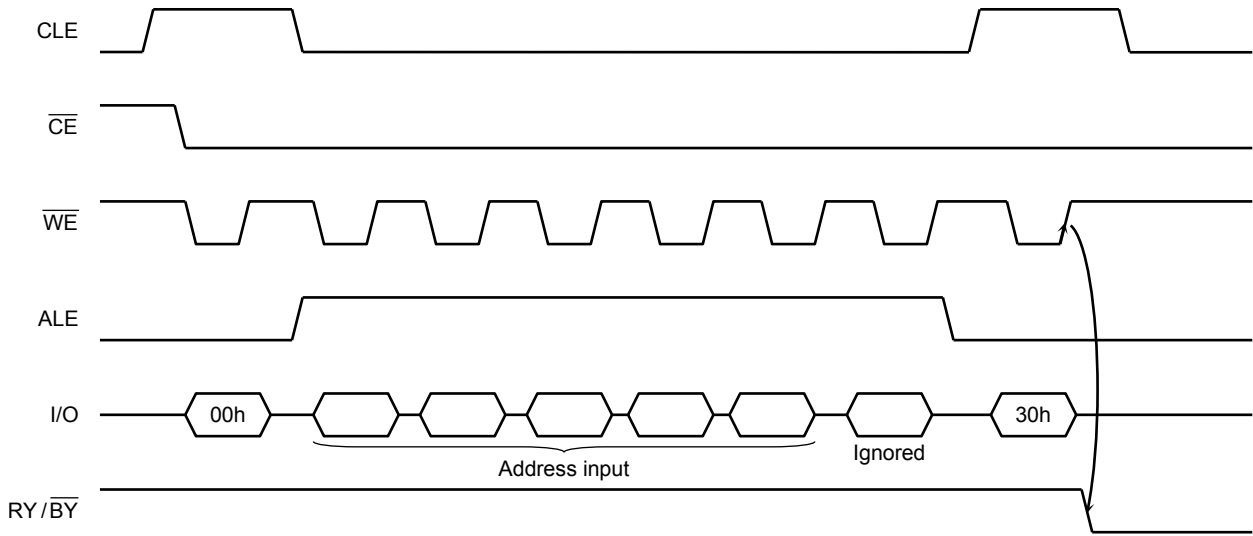 CLE
CE
WE
ALE
I/O 00h 30h
Address input Ignored
RY/BY